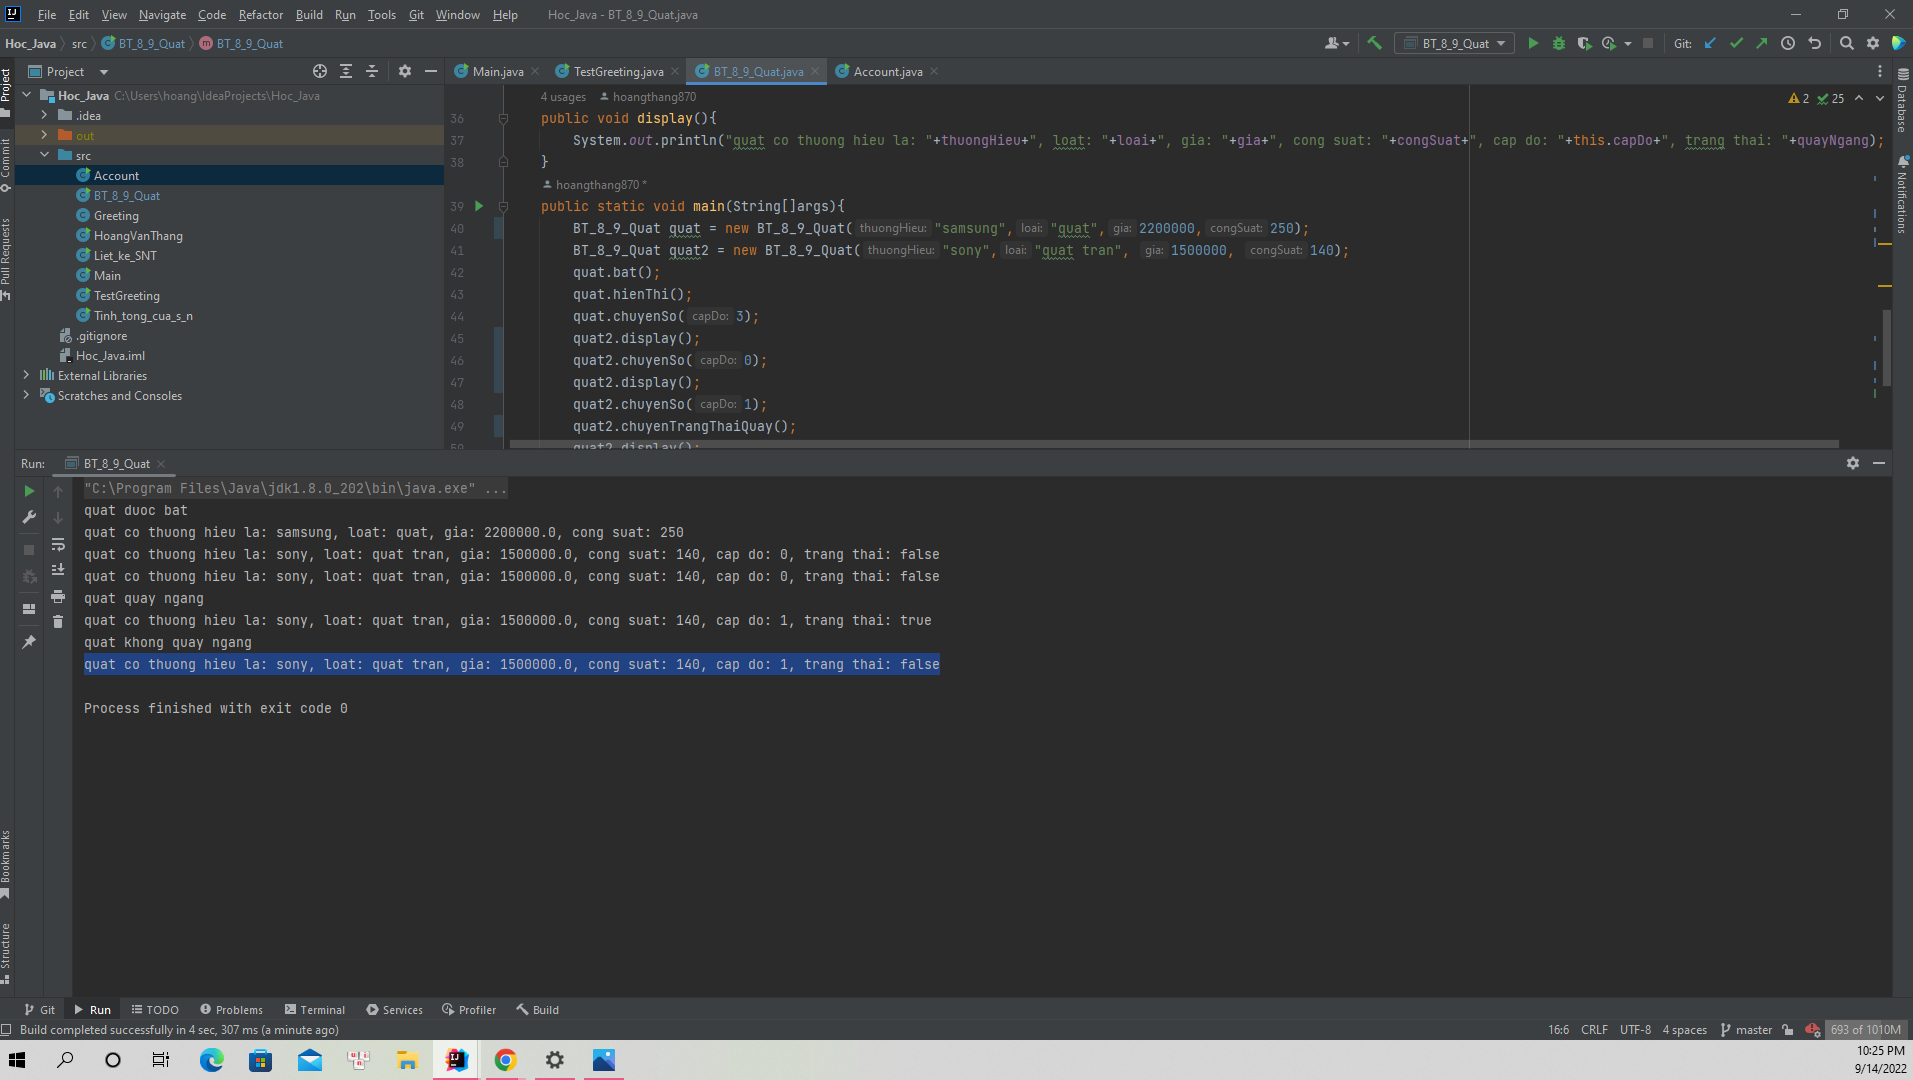 File Edit View Navigate Code Refactor Build Run Tools Git Window Help Hoc_Java - BT_8_9_Quat.java
Hoc_Java src BT_8_9_Quat BT_8_9_Quat
BT_8_9_Quat Git:
Project
Main.java TestGreeting.java BT_8_9_Quat.java Account.java
Hoc_Java C:\Users\hoang\IdeaProjects\Hoc_Java
.idea
out
src
Account
BT_8_9_Quat
Greeting
HoangVanThang
Liet_ke_SNT
Main
TestGreeting
Tinh_tong_cua_s_n
.gitignore
Hoc_Java.iml
External Libraries
Scratches and Consoles
Project
Commit
Pull Requests
Bookmarks
Structure
Database
Notifications
4 usages hoangthang870
2 25
36 public void display(){
37 System.out.println("quat co thuong hieu la: "+thuongHieu+", loat: "+loai+", gia: "+gia+", cong suat: "+congSuat+", cap do: "+this.capDo+", trang thai: "+quayNgang);
38 }
hoangthang870 *
39 public static void main(String[]args){
40 BT_8_9_Quat quat = new BT_8_9_Quat( thuongHieu: "samsung", loai: "quat", gia: 2200000, congSuat: 250);
41 BT_8_9_Quat quat2 = new BT_8_9_Quat( thuongHieu: "sony", loai: "quat tran", gia: 1500000, congSuat: 140);
42 quat.bat();
43 quat.hienThi();
44 quat.chuyenSo( capDo: 3);
45 quat2.display();
46 quat2.chuyenSo( capDo: 0);
47 quat2.display();
48 quat2.chuyenSo( capDo: 1);
49 quat2.chuyenTrangThaiQuay();
50 quat2.display();
Run: BT_8_9_Quat
"C:\Program Files\Java\jdk1.8.0_202\bin\java.exe" ...
quat duoc bat
quat co thuong hieu la: samsung, loat: quat, gia: 2200000.0, cong suat: 250
quat co thuong hieu la: sony, loat: quat tran, gia: 1500000.0, cong suat: 140, cap do: 0, trang thai: false
quat co thuong hieu la: sony, loat: quat tran, gia: 1500000.0, cong suat: 140, cap do: 0, trang thai: false
quat quay ngang
quat co thuong hieu la: sony, loat: quat tran, gia: 1500000.0, cong suat: 140, cap do: 1, trang thai: true
quat khong quay ngang
quat co thuong hieu la: sony, loat: quat tran, gia: 1500000.0, cong suat: 140, cap do: 1, trang thai: false
Process finished with exit code 0
Git Run TODO Problems Terminal Services Profiler Build
Build completed successfully in 4 sec, 307 ms (a minute ago) 16:6 CRLF UTF-8 4 spaces master 693 of 1010M
10:25 PM
9/14/2022